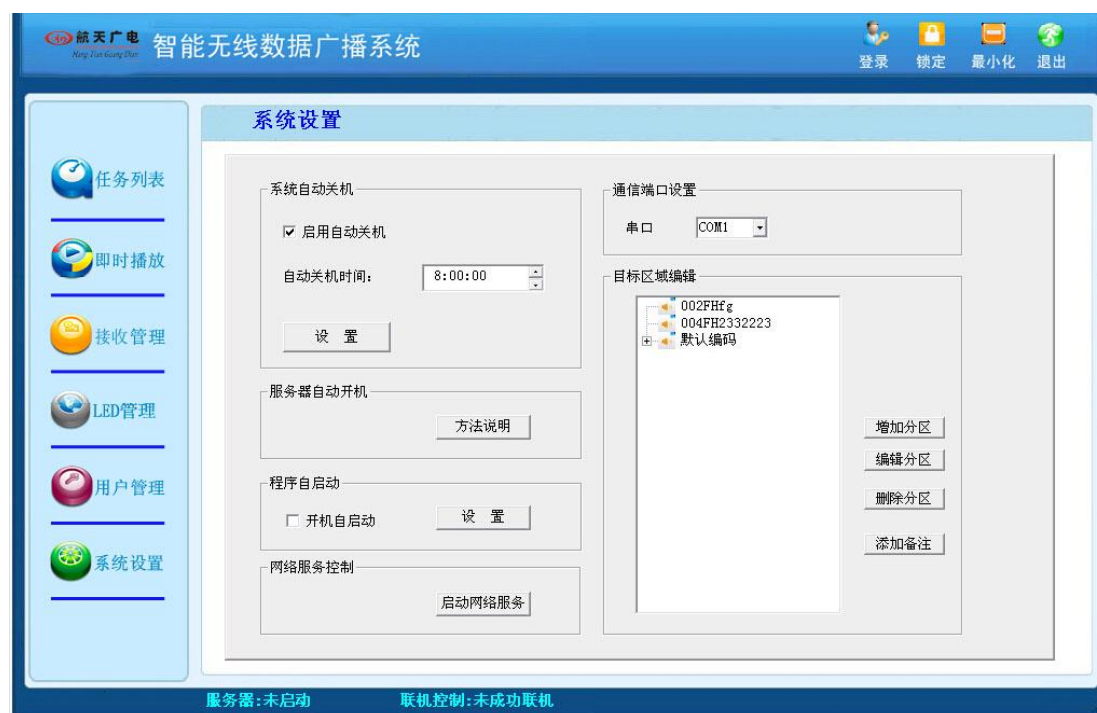 航天广电
Hang Tian Guang Dian
智能无线数据广播系统
登录
锁定
最小化
退出
系统设置
任务列表
即时播放
接收管理
LED管理
用户管理
系统设置
系统自动关机
启用自动关机
自动关机时间:
8:00:00
设 置
服务器自动开机
方法说明
程序自启动
开机自启动
设 置
网络服务控制
启动网络服务
通信端口设置
串口
COM1
目标区域编辑
002FHfg
004FH2332223
默认编码
增加分区
编辑分区
删除分区
添加备注
服务器:未启动
联机控制:未成功联机